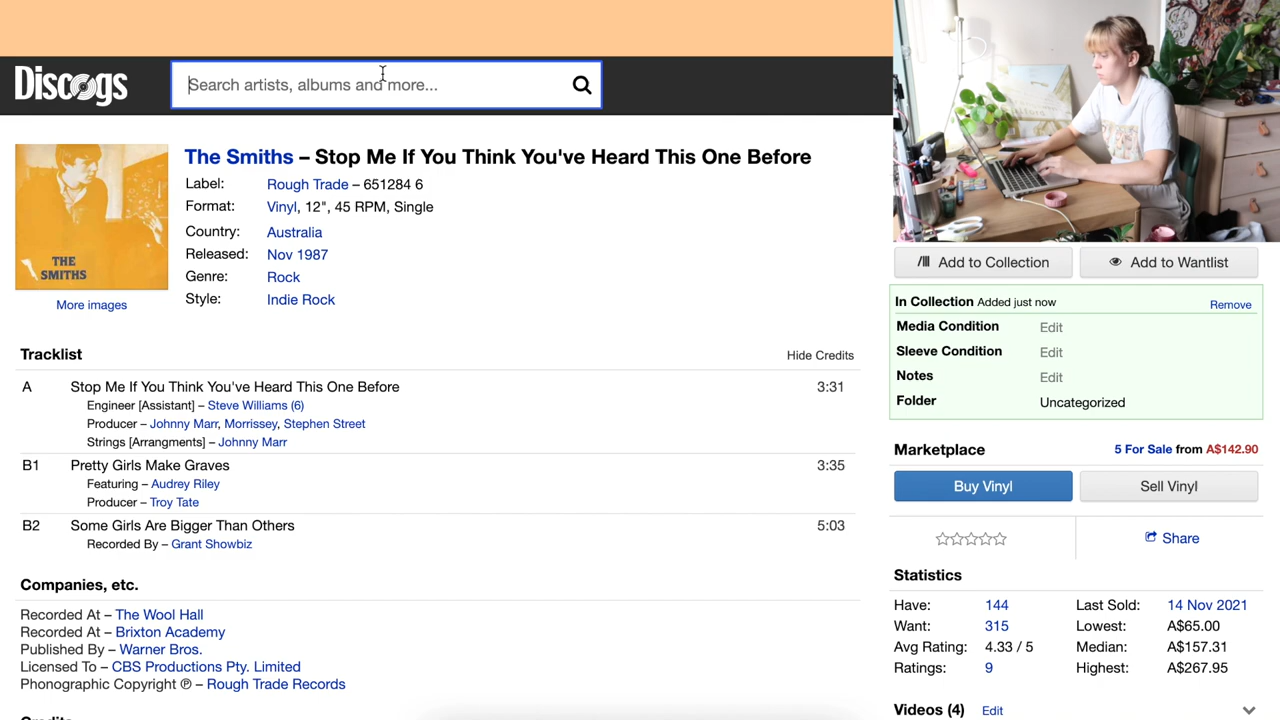 Discogs
Search artists, albums and more...
The Smiths – Stop Me If You Think You've Heard This One Before
Label: Rough Trade – 651284 6
Format: Vinyl, 12", 45 RPM, Single
Country: Australia
Released: Nov 1987
Genre: Rock
Style: Indie Rock
THE
SMITHS
More images
Tracklist
Hide Credits
A Stop Me If You Think You've Heard This One Before 3:31
Engineer [Assistant] – Steve Williams (6)
Producer – Johnny Marr, Morrissey, Stephen Street
Strings [Arrangments] – Johnny Marr
B1 Pretty Girls Make Graves 3:35
Featuring – Audrey Riley
Producer – Troy Tate
B2 Some Girls Are Bigger Than Others 5:03
Recorded By – Grant Showbiz
Companies, etc.
Recorded At – The Wool Hall
Recorded At – Brixton Academy
Published By – Warner Bros.
Licensed To – CBS Productions Pty. Limited
Phonographic Copyright ℗ – Rough Trade Records
Add to Collection
Add to Wantlist
In Collection Added just now
Remove
Media Condition Edit
Sleeve Condition Edit
Notes Edit
Folder Uncategorized
Marketplace
5 For Sale from A$142.90
Buy Vinyl
Sell Vinyl
Share
Statistics
Have: 144 Last Sold: 14 Nov 2021
Want: 315 Lowest: A$65.00
Avg Rating: 4.33 / 5 Median: A$157.31
Ratings: 9 Highest: A$267.95
Videos (4) Edit